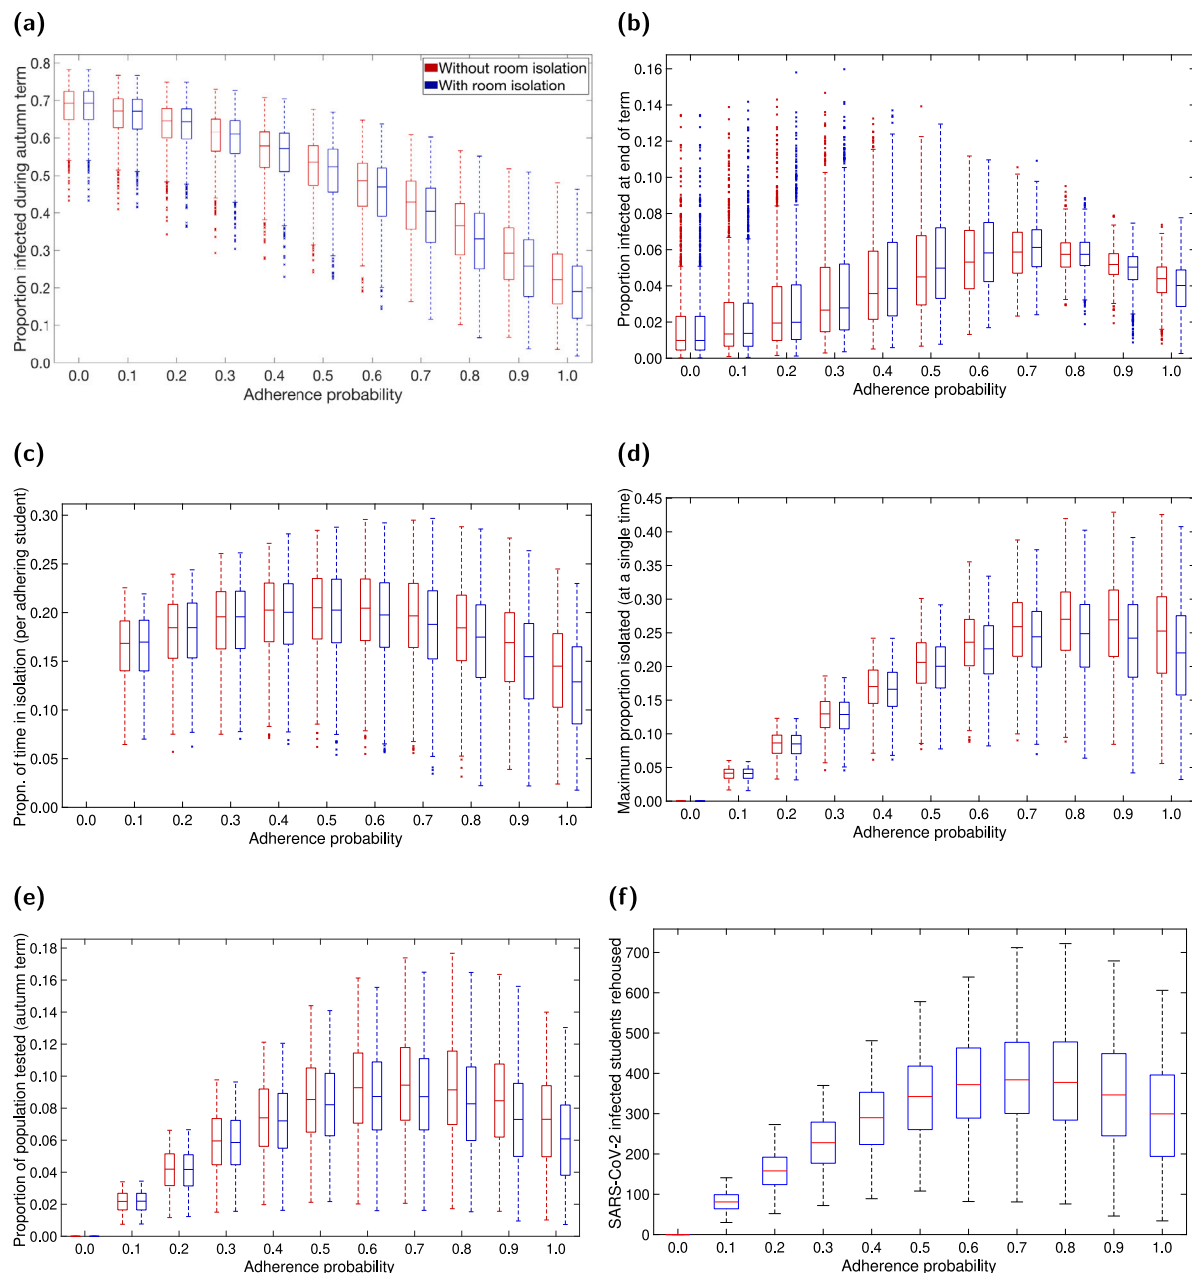 (a)
Proportion infected during autumn term
0.8
0.7
0.6
0.5
0.4
0.3
0.2
0.1
0.0
Without room isolation
With room isolation
0.0 0.1 0.2 0.3 0.4 0.5 0.6 0.7 0.8 0.9 1.0
Adherence probability
(b)
Proportion infected at end of term
0.16
0.14
0.12
0.10
0.08
0.06
0.04
0.02
0.00
0.0 0.1 0.2 0.3 0.4 0.5 0.6 0.7 0.8 0.9 1.0
Adherence probability
(c)
Propn. of time in isolation (per adhering student)
0.30
0.25
0.20
0.15
0.10
0.05
0.00
0.0 0.1 0.2 0.3 0.4 0.5 0.6 0.7 0.8 0.9 1.0
Adherence probability
(d)
Maximum proportion isolated (at a single time)
0.45
0.40
0.35
0.30
0.25
0.20
0.15
0.10
0.05
0.00
0.0 0.1 0.2 0.3 0.4 0.5 0.6 0.7 0.8 0.9 1.0
Adherence probability
(e)
Proportion of population tested (autumn term)
0.18
0.16
0.14
0.12
0.10
0.08
0.06
0.04
0.02
0.00
0.0 0.1 0.2 0.3 0.4 0.5 0.6 0.7 0.8 0.9 1.0
Adherence probability
(f)
SARS-CoV-2 infected students rehoused
700
600
500
400
300
200
100
0
0.0 0.1 0.2 0.3 0.4 0.5 0.6 0.7 0.8 0.9 1.0
Adherence probability